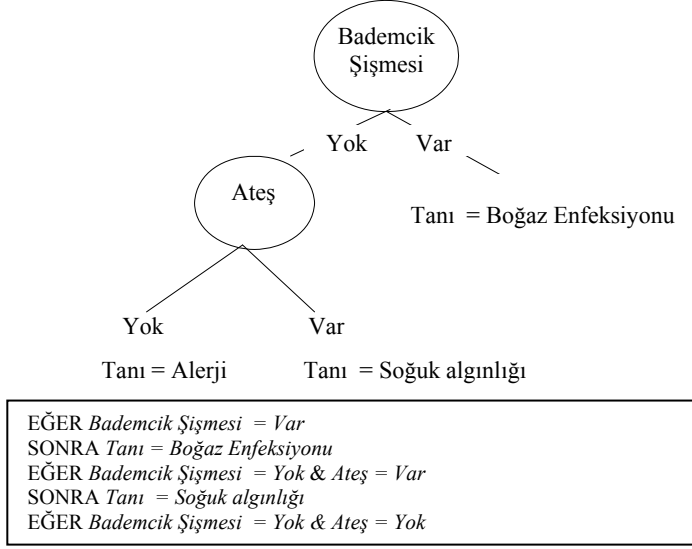 Bademcik
Şişmesi
Yok Var
Ateş
Tanı = Boğaz Enfeksiyonu
Yok Var
Tanı = Alerji Tanı = Soğuk algınlığı
EĞER Bademcik Şişmesi = Var
SONRA Tanı = Boğaz Enfeksiyonu
EĞER Bademcik Şişmesi = Yok & Ateş = Var
SONRA Tanı = Soğuk algınlığı
EĞER Bademcik Şişmesi = Yok & Ateş = Yok